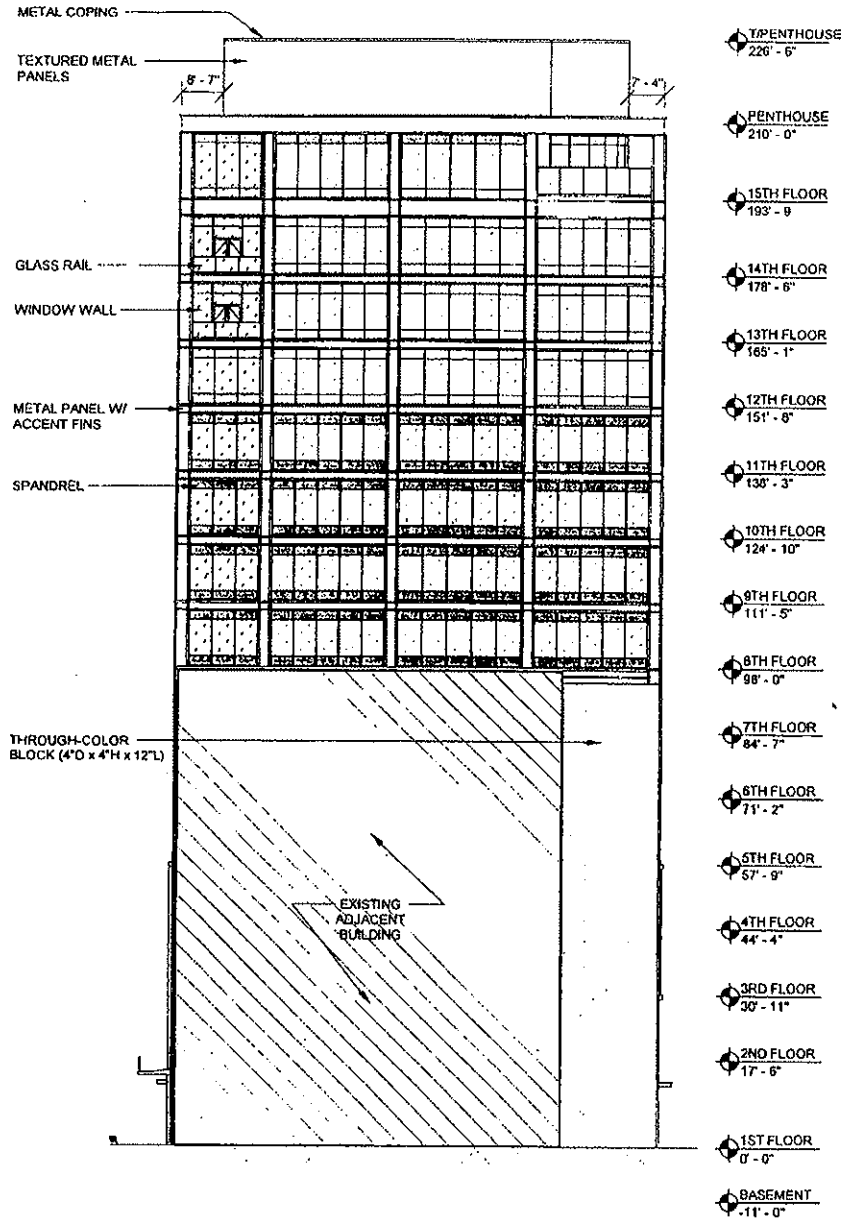 METAL COPING
TEXTURED METAL
PANELS
8' - 7"
7' - 4"
GLASS RAIL
WINDOW WALL
METAL PANEL W/
ACCENT FINS
SPANDREL
THROUGH-COLOR
BLOCK (4"D x 4"H x 12"L)
EXISTING
ADJACENT
BUILDING
T/PENTHOUSE
226' - 6"
PENTHOUSE
210' - 0"
15TH FLOOR
193' - 9
14TH FLOOR
178' - 6"
13TH FLOOR
165' - 1"
12TH FLOOR
151' - 8"
11TH FLOOR
138' - 3"
10TH FLOOR
124' - 10"
9TH FLOOR
111' - 5"
8TH FLOOR
98' - 0"
7TH FLOOR
84' - 7"
6TH FLOOR
71' - 2"
5TH FLOOR
57' - 9"
4TH FLOOR
44' - 4"
3RD FLOOR
30' - 11"
2ND FLOOR
17' - 6"
1ST FLOOR
0' - 0"
BASEMENT
-11' - 0"